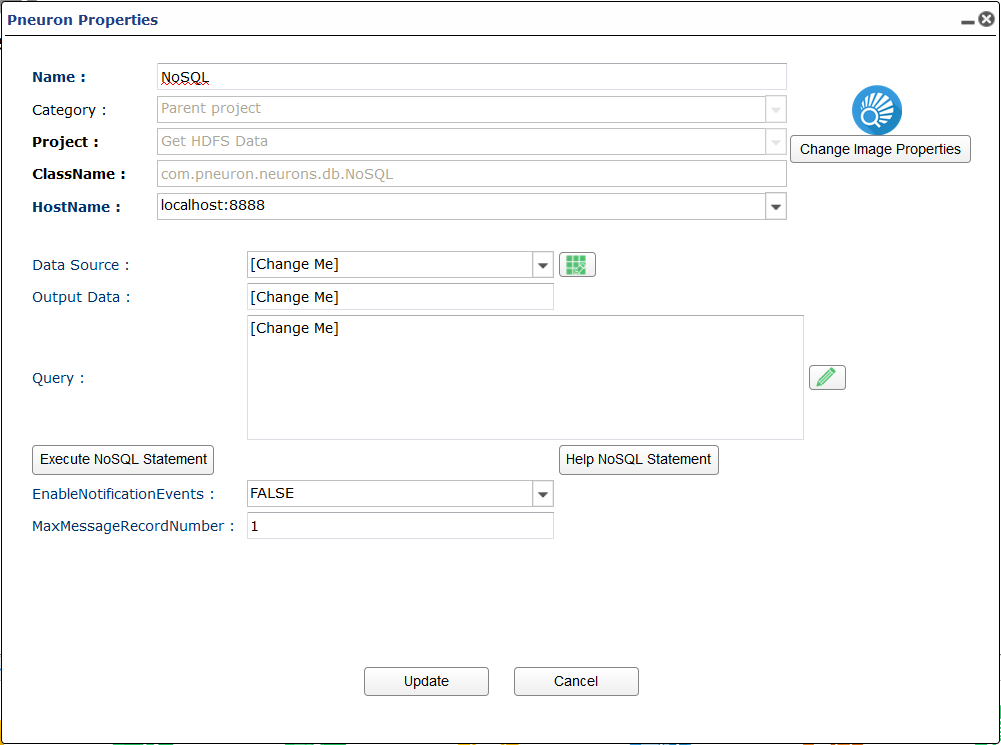 Pneuron Properties
Name :
NoSQL
Category :
Parent project
Project :
Get HDFS Data
Change Image Properties
ClassName :
com.pneuron.neurons.db.NoSQL
HostName :
localhost:8888
Data Source :
[Change Me]
Output Data :
[Change Me]
[Change Me]
Query :
Execute NoSQL Statement
Help NoSQL Statement
EnableNotificationEvents :
FALSE
MaxMessageRecordNumber :
1
Update
Cancel